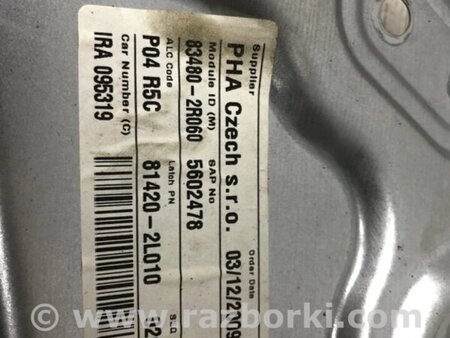 Supplier Order Date
PHA Czech s.r.o. 03/12/2009
Module ID (M) SAP No
83480-2R060 5602478
ALC Code Latch PN SEQ
P04 R5C 81420-2L010
Car Number (C)
IRA 095319
© www.razborki.com